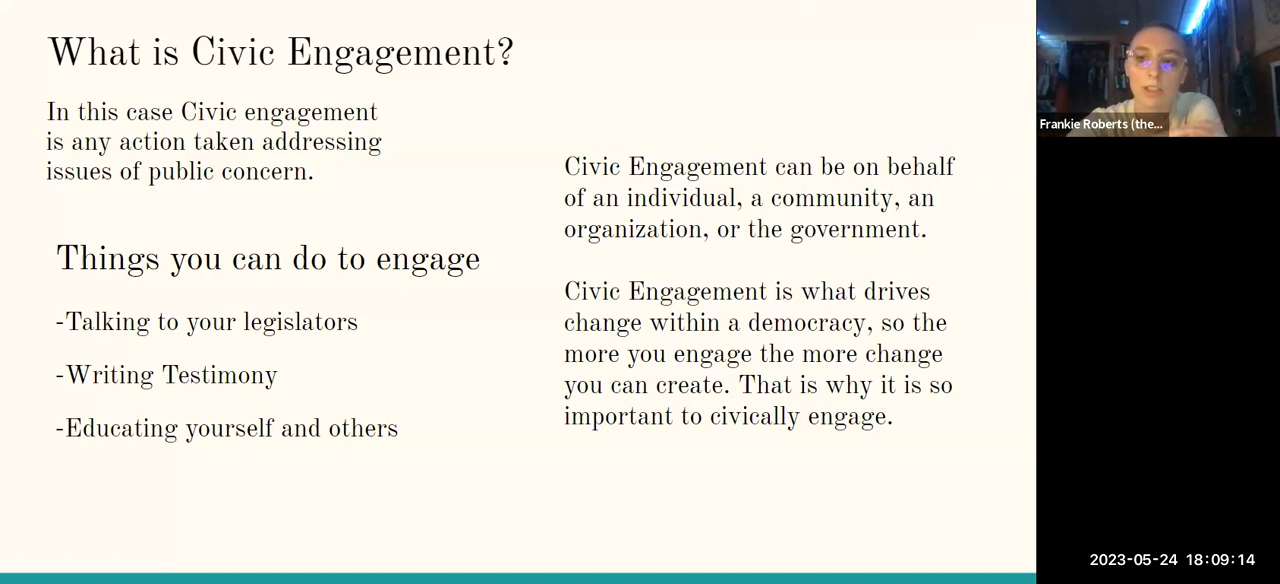 What is Civic Engagement?
In this case Civic engagement
is any action taken addressing
issues of public concern.
Things you can do to engage
-Talking to your legislators
-Writing Testimony
-Educating yourself and others
Civic Engagement can be on behalf
of an individual, a community, an
organization, or the government.
Civic Engagement is what drives
change within a democracy, so the
more you engage the more change
you can create. That is why it is so
important to civically engage.
Frankie Roberts (the...
2023-05-24 18:09:14